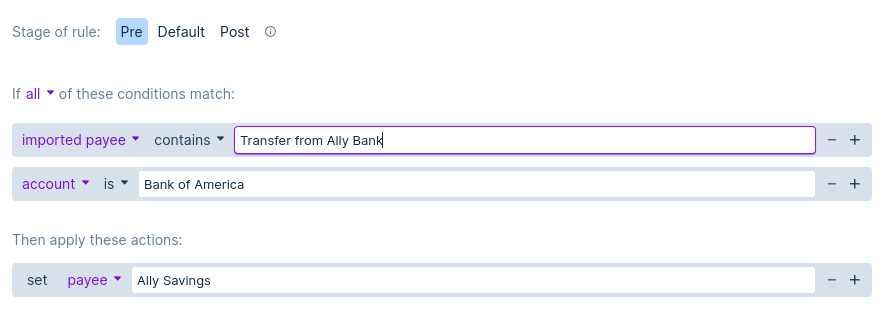 Stage of rule: Pre Default Post
If all of these conditions match:
imported payee contains Transfer from Ally Bank
account is Bank of America
Then apply these actions:
set payee Ally Savings